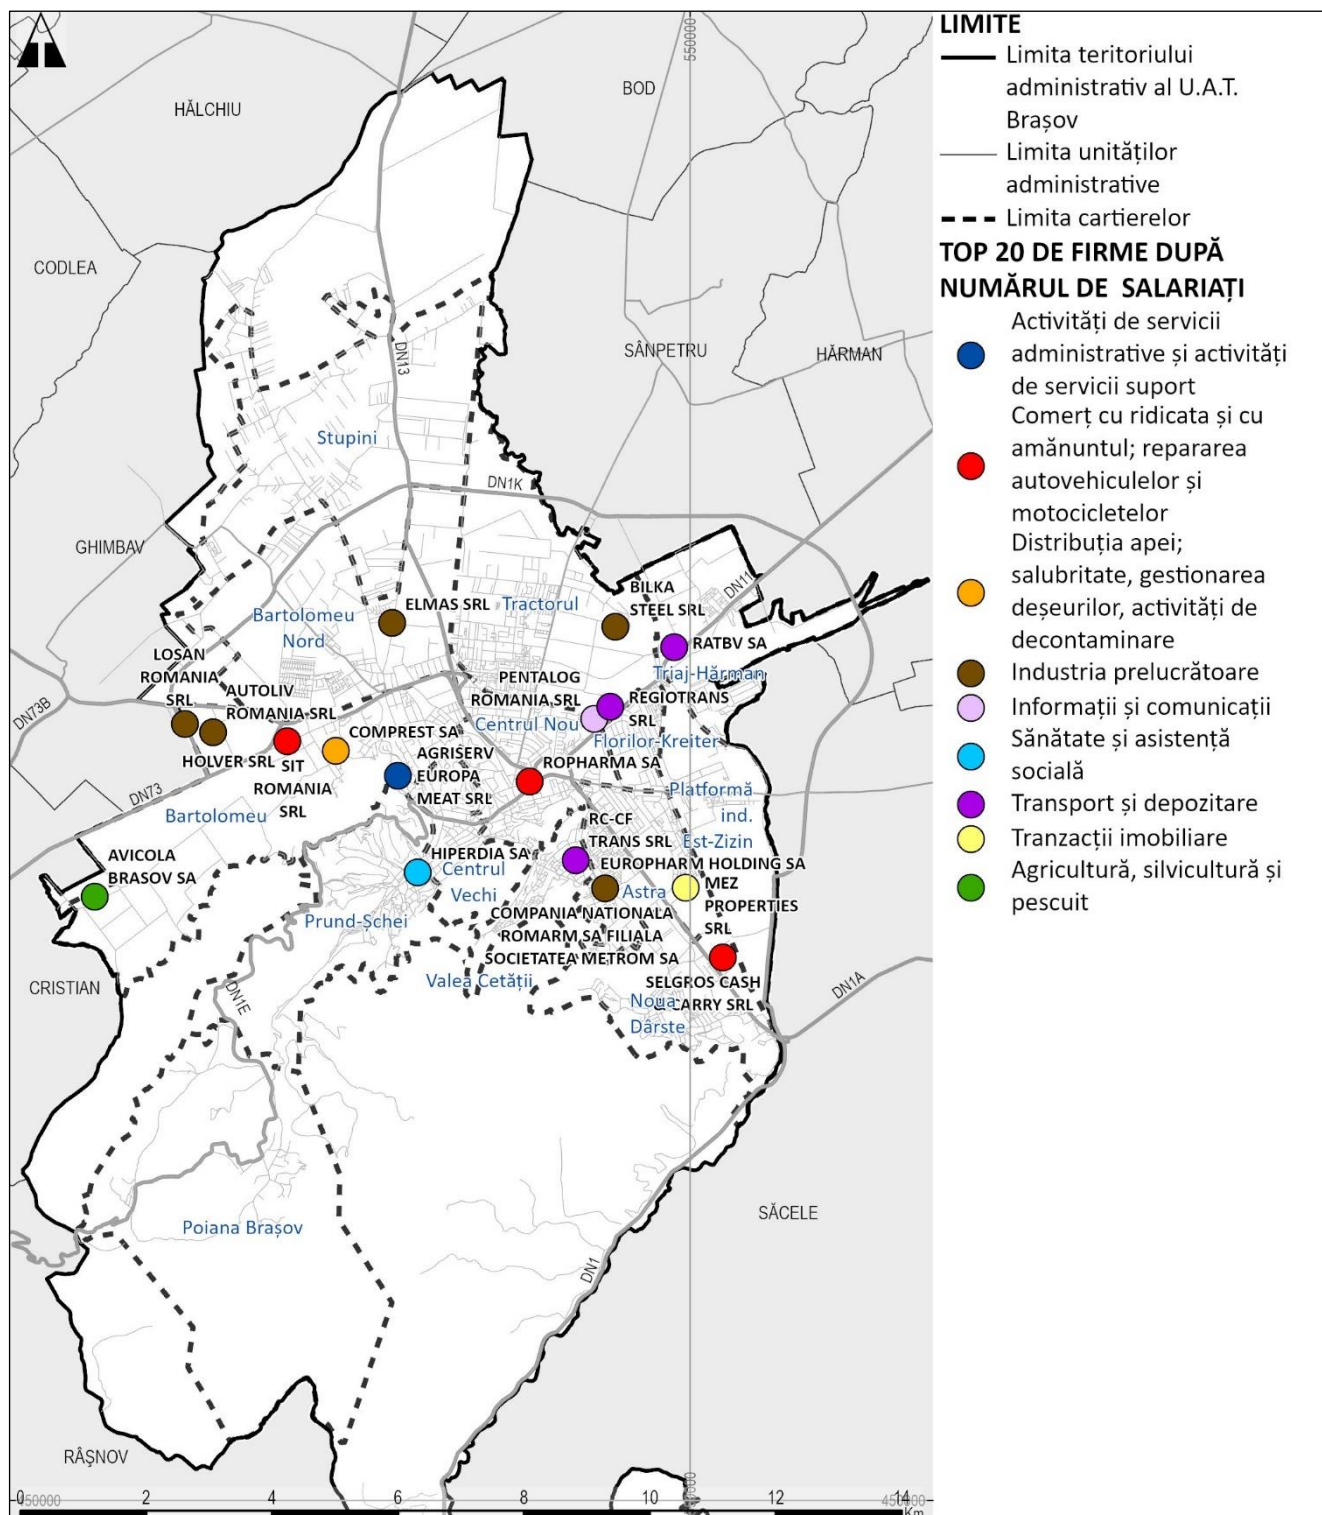 HĂLCHIU
BOD
550000
CODLEA
SÂNPETRU
HĂRMAN
DN13
Stupini
DN1K
GHIMBAV
DN11
BILKA
STEEL SRL
ELMAS SRL
Tractorul
Bartolomeu
Nord
RATBV SA
LOSAN
ROMANIA
SRL
Triaj-Hărman
PENTALOG
ROMANIA SRL
REGIOTRANS
SRL
AUTOLIV
ROMANIA SRL
DN73B
Centrul Nou
COMPREST SA
Florilor-Kreiter
HOLVER SRL
SIT
ROMANIA
SRL
AGRISERV
EUROPA
MEAT SRL
ROPHARMA SA
DN73
Platformă
ind.
Est-Zizin
Bartolomeu
RC-CF
TRANS SRL
AVICOLA
BRASOV SA
HIPERDIA SA
EUROPHARM HOLDING SA
Centrul
Vechi
Astra
MEZ
PROPERTIES
SRL
Prund-Șchei
COMPANIA NATIONALA
ROMARM SA FILIALA
SOCIETATEA METROM SA
Valea Cetății
SELGROS CASH
& CARRY SRL
CRISTIAN
DN1E
Noua
Dârste
DN1A
SĂCELE
Poiana Brașov
DN1
RÂȘNOV
0 2 4 6 8 10 12 14
Km
450000
LIMITE
Limita teritoriului
administrativ al U.A.T.
Brașov
Limita unităților
administrative
Limita cartierelor
TOP 20 DE FIRME DUPĂ
NUMĂRUL DE SALARIAȚI
Activități de servicii
administrative și activități
de servicii suport
Comerț cu ridicata și cu
amănuntul; repararea
autovehiculelor și
motocicletelor
Distribuția apei;
salubritate, gestionarea
deșeurilor, activități de
decontaminare
Industria prelucrătoare
Informații și comunicații
Sănătate și asistență
socială
Transport și depozitare
Tranzacții imobiliare
Agricultură, silvicultură și
pescuit